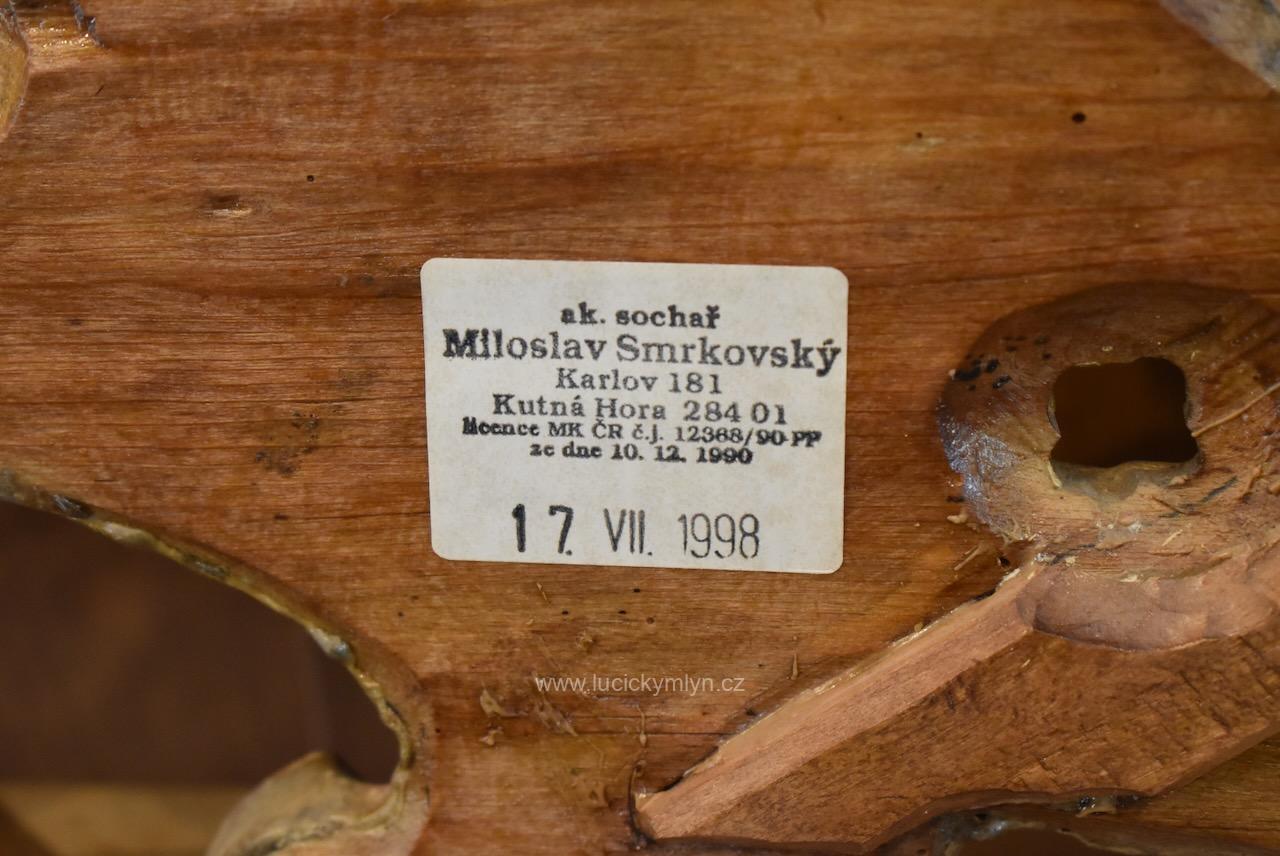 ak. sochař
Miloslav Smrkovský
Karlov 181
Kutná Hora 284 01
licence MK ČR č.j. 12368/90-PP
ze dne 10. 12. 1990
17. VII. 1998
www.lucickymlyn.cz